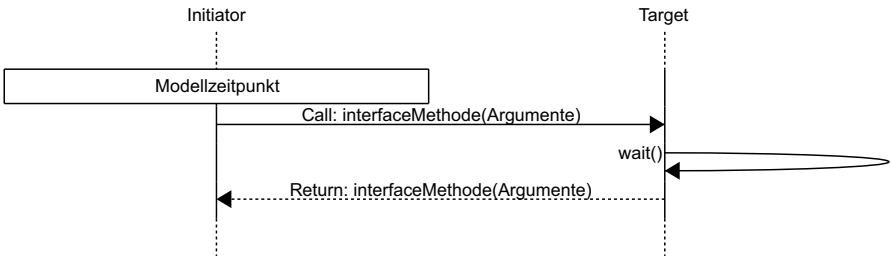 Initiator
Target
Modellzeitpunkt
Call: interfaceMethode(Argumente)
wait()
Return: interfaceMethode(Argumente)